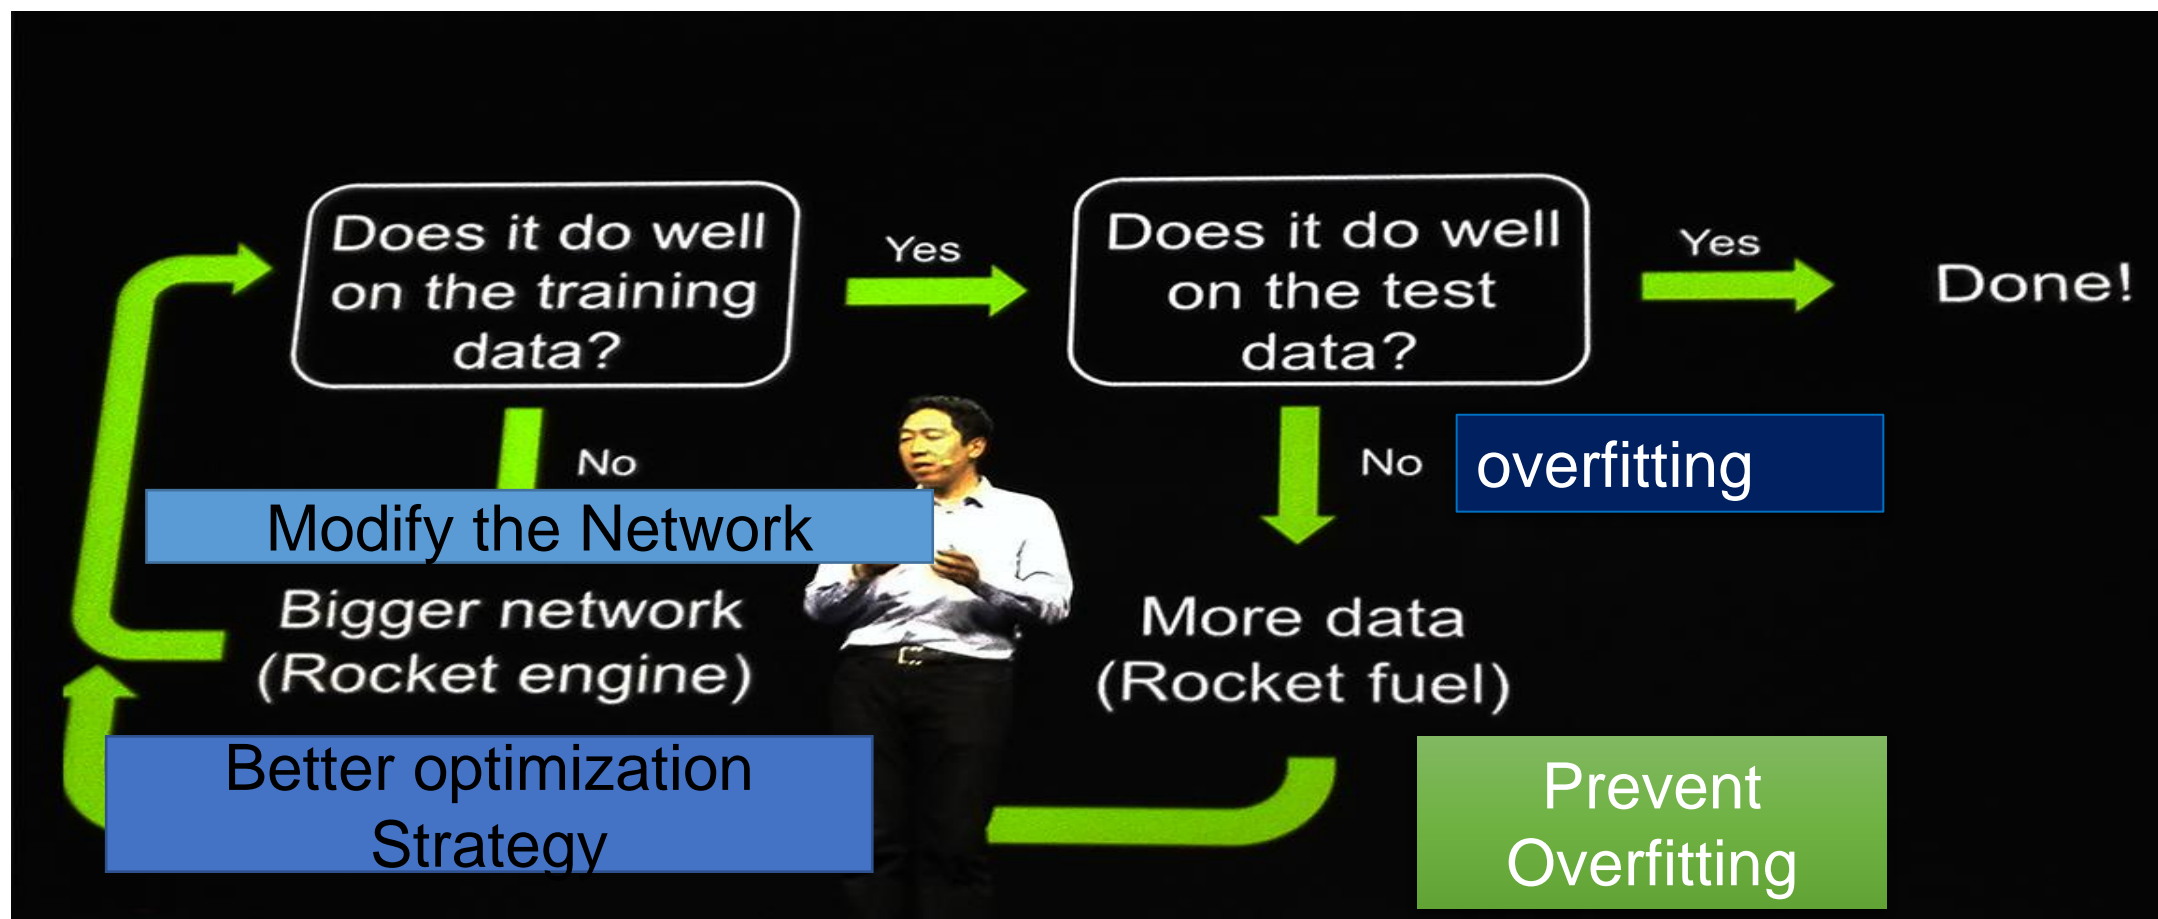 Does it do well
on the training
data?
Yes
Does it do well
on the test
data?
Yes
Done!
No
No
overfitting
Modify the Network
Bigger network
(Rocket engine)
More data
(Rocket fuel)
Better optimization
Strategy
Prevent
Overfitting